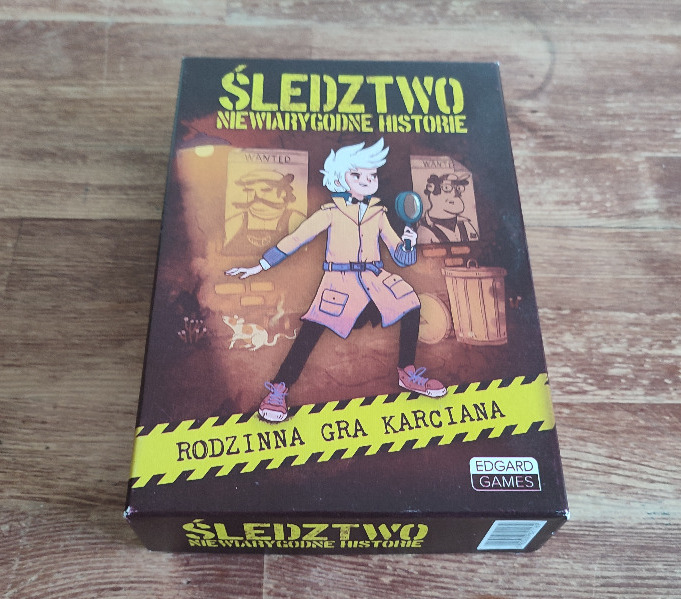 ŚLEDZTWO
NIEWIARYGODNE HISTORIE
WANTED
WANTED
RODZINNA GRA KARCIANA
EDGARD
GAMES
ŚLEDZTWO
NIEWIARYGODNE HISTORIE